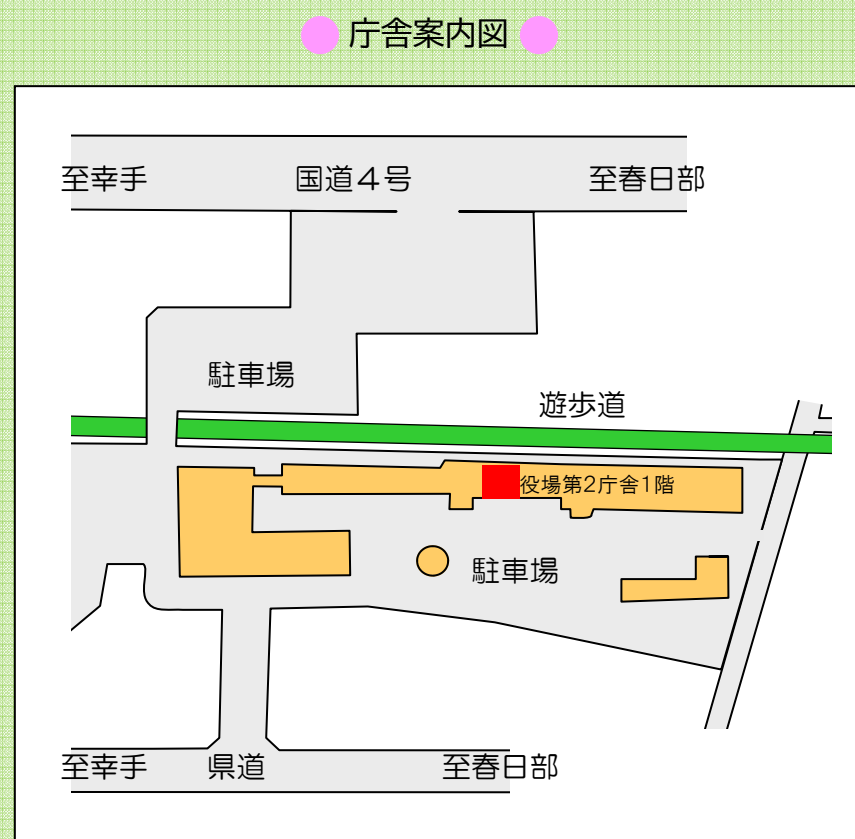 庁舎案内図
至幸手
国道4号
至春日部
駐車場
遊歩道
役場第2庁舎1階
駐車場
至幸手
県道
至春日部